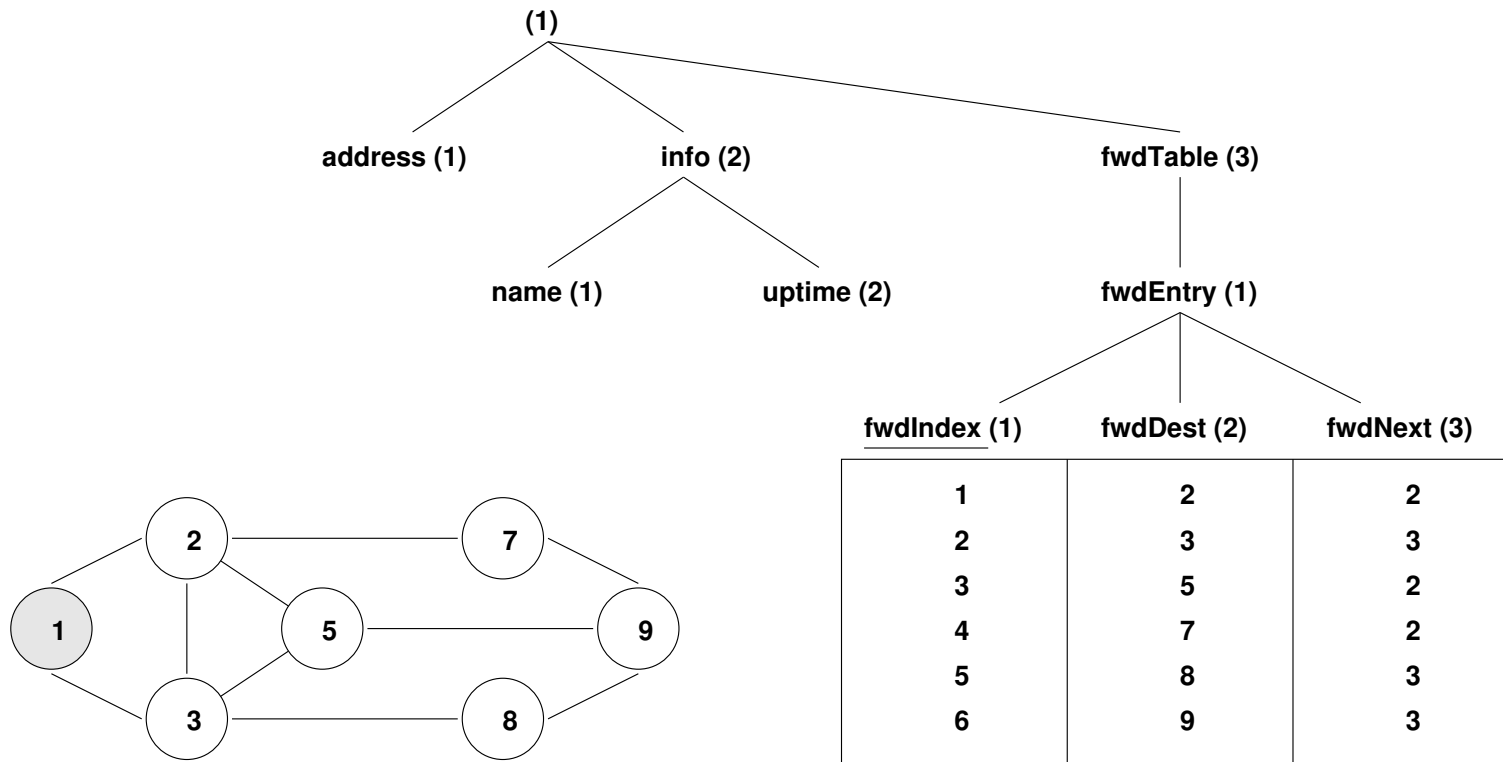 (1)
address (1) info (2) fwdTable (3)
name (1) uptime (2) fwdEntry (1)
fwdIndex (1) fwdDest (2) fwdNext (3)
1 2 2
2 3 3
3 5 2
4 7 2
5 8 3
6 9 3
2 7
1 5 9
3 8